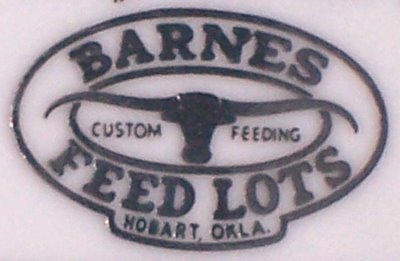 BARNES
CUSTOM FEEDING
FEED LOTS
HOBART, OKLA.